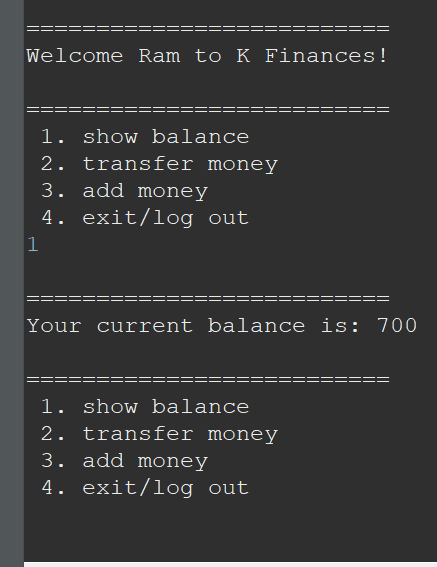 ==========================
Welcome Ram to K Finances!
==========================
1. show balance
2. transfer money
3. add money
4. exit/log out
1
==========================
Your current balance is: 700
==========================
1. show balance
2. transfer money
3. add money
4. exit/log out